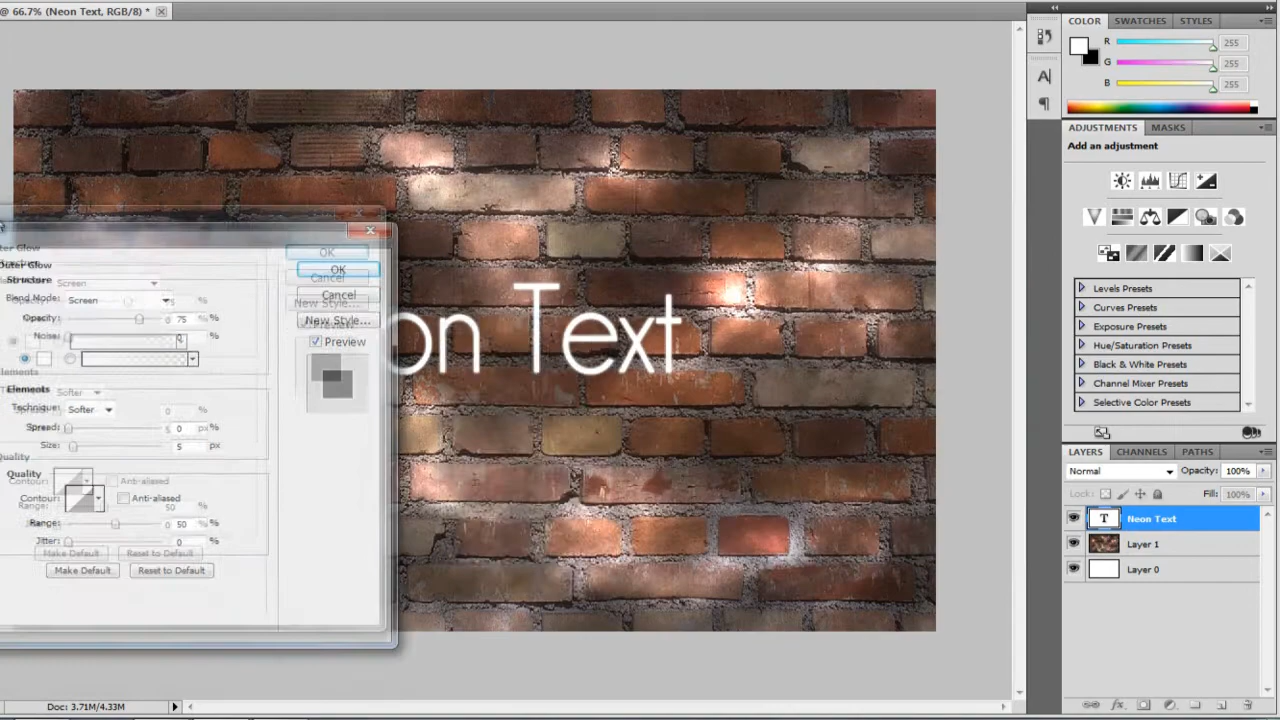 @ 66.7% (Neon Text, RGB/8) *
COLOR SWATCHES STYLES
R 255
G 255
B 255
ADJUSTMENTS MASKS
Add an adjustment
Levels Presets
Curves Presets
Exposure Presets
Hue/Saturation Presets
Black & White Presets
Channel Mixer Presets
Selective Color Presets
LAYERS CHANNELS PATHS
Normal Opacity: 100%
Lock: Fill: 100%
T Neon Text
Layer 1
Layer 0
on Text
Outer Glow
Structure
Blend Mode: Screen
Opacity: 75 %
Noise: %
Elements
Technique: Softer
Spread: 0 %
Size: 5 px
Quality
Contour: Anti-aliased
Range: 50 %
Jitter: 0 %
Make Default Reset to Default
OK
Cancel
New Style...
Preview
Doc: 3.71M/4.33M